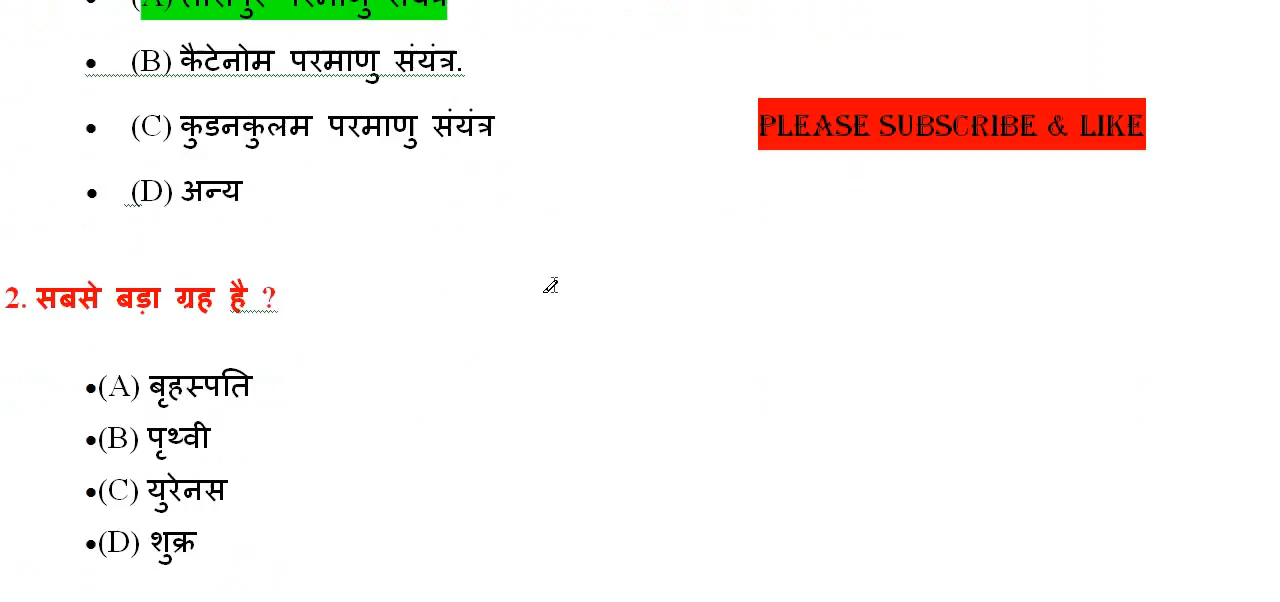 (B) कैटेनोम परमाणु संयंत्र.
(C) कुडनकुलम परमाणु संयंत्र
PLEASE SUBSCRIBE & LIKE
(D) अन्य
2. सबसे बड़ा ग्रह है ?
(A) बृहस्पति
(B) पृथ्वी
(C) युरेनस
(D) शुक्र